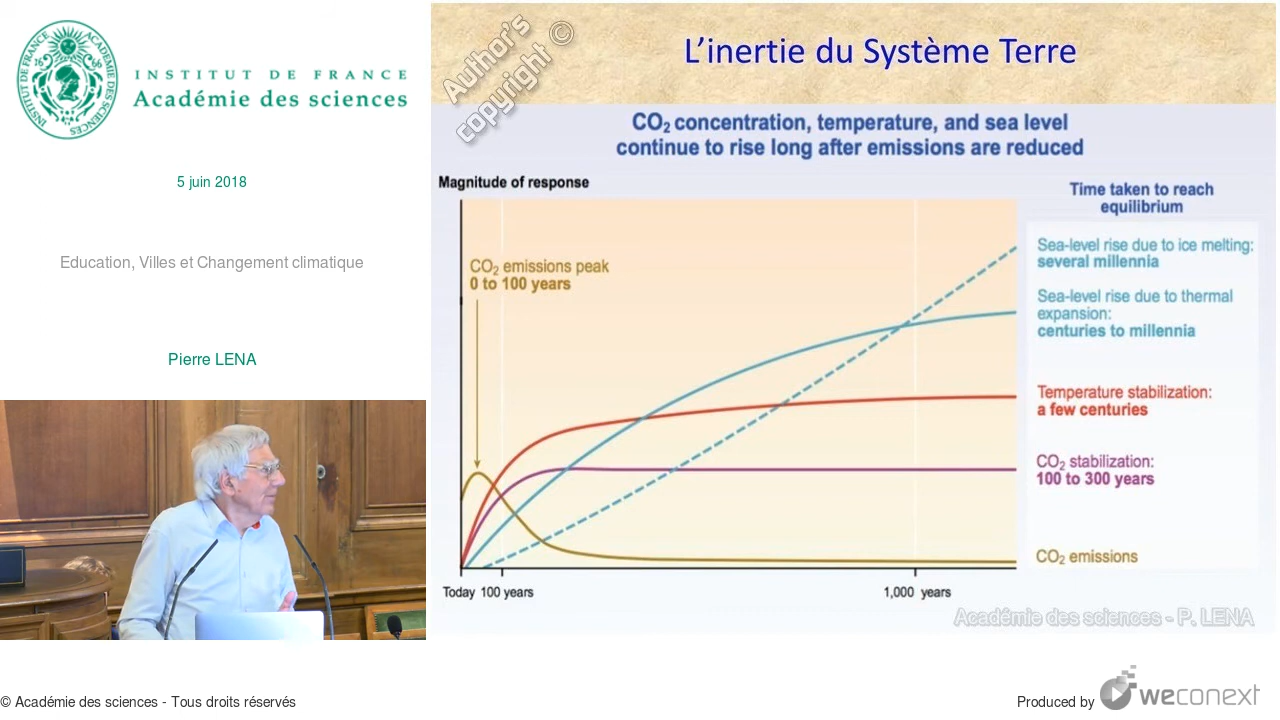 INSTITUT DE FRANCE
Académie des sciences
5 juin 2018
Education, Villes et Changement climatique
Pierre LENA
Author's
copyright ©
L'inertie du Système Terre
CO₂ concentration, temperature, and sea level
continue to rise long after emissions are reduced
Magnitude of response
Time taken to reach
equilibrium
CO₂ emissions peak
0 to 100 years
Sea-level rise due to ice melting:
several millennia
Sea-level rise due to thermal
expansion:
centuries to millennia
Temperature stabilization:
a few centuries
CO₂ stabilization:
100 to 300 years
CO₂ emissions
Today 100 years
1,000 years
Académie des sciences - P. LENA
© Académie des sciences - Tous droits réservés
Produced by weconext